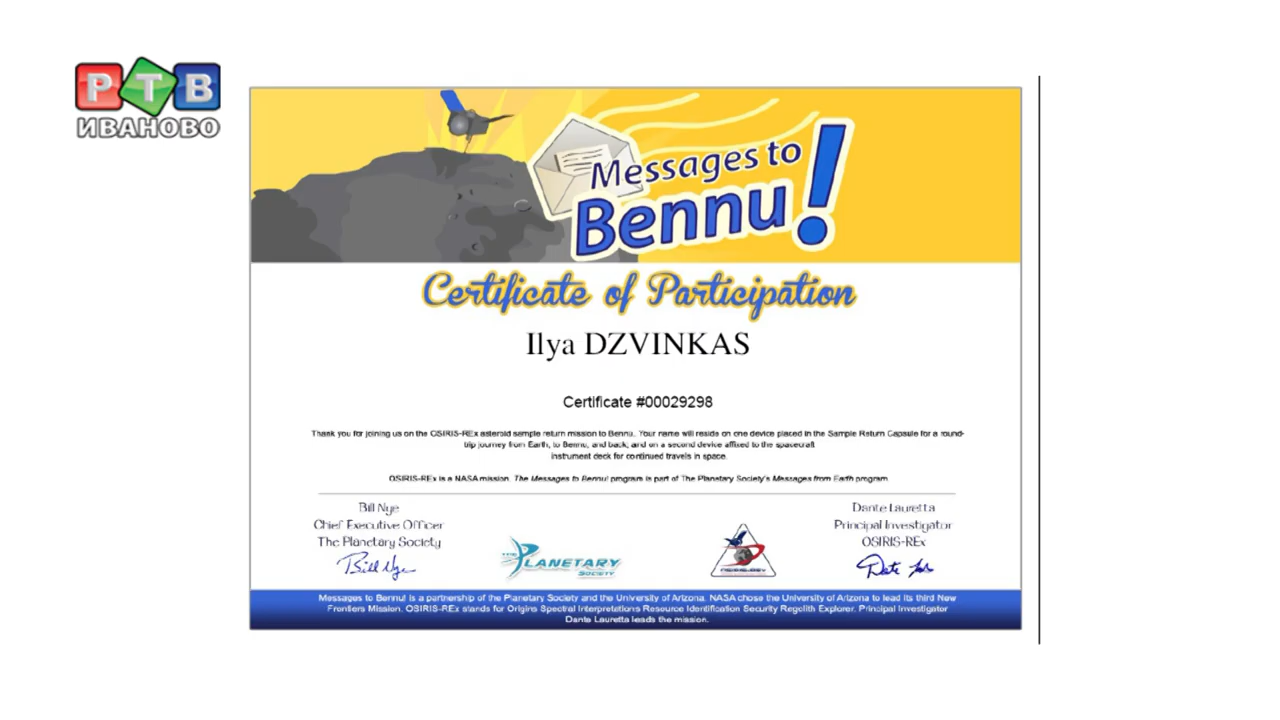 РТВ
ИВАНОВО
Messages to
Bennu!
Certificate of Participation
Ilya DZVINKAS
Certificate #00029298
Thank you for joining us on the OSIRIS-REx asteroid sample return mission to Bennu. Your name will reside on one device placed in the Sample Return Capsule for a round-
trip journey from Earth, to Bennu, and back; and on a second device affixed to the spacecraft
instrument deck for continued travels in space.
OSIRIS-REx is a NASA mission. The Messages to Bennu! program is part of The Planetary Society's Messages from Earth program.
Bill Nye
Chief Executive Officer
The Planetary Society
Bill Nye
THE PLANETARY SOCIETY
Dante Lauretta
Principal Investigator
OSIRIS-REx
Messages to Bennu! is a partnership of the Planetary Society and the University of Arizona. NASA chose the University of Arizona to lead its third New
Frontiers Mission. OSIRIS-REx stands for Origins Spectral Interpretations Resource Identification Security Regolith Explorer. Principal Investigator
Dante Lauretta leads the mission.